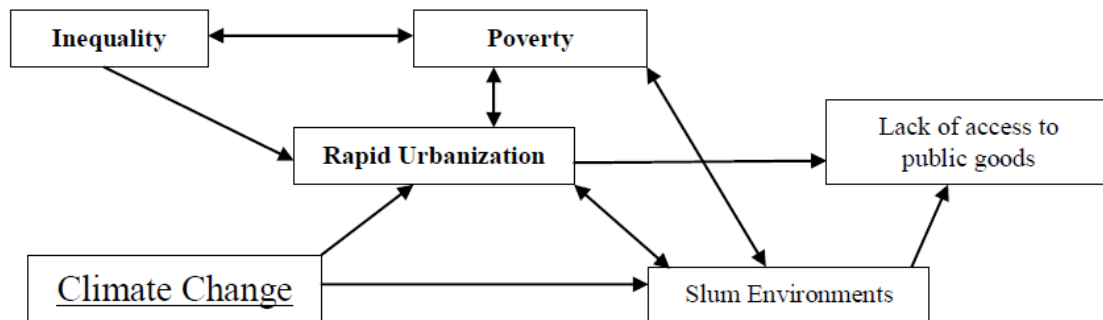 Inequality
Poverty
Rapid Urbanization
Lack of access to
public goods
Climate Change
Slum Environments